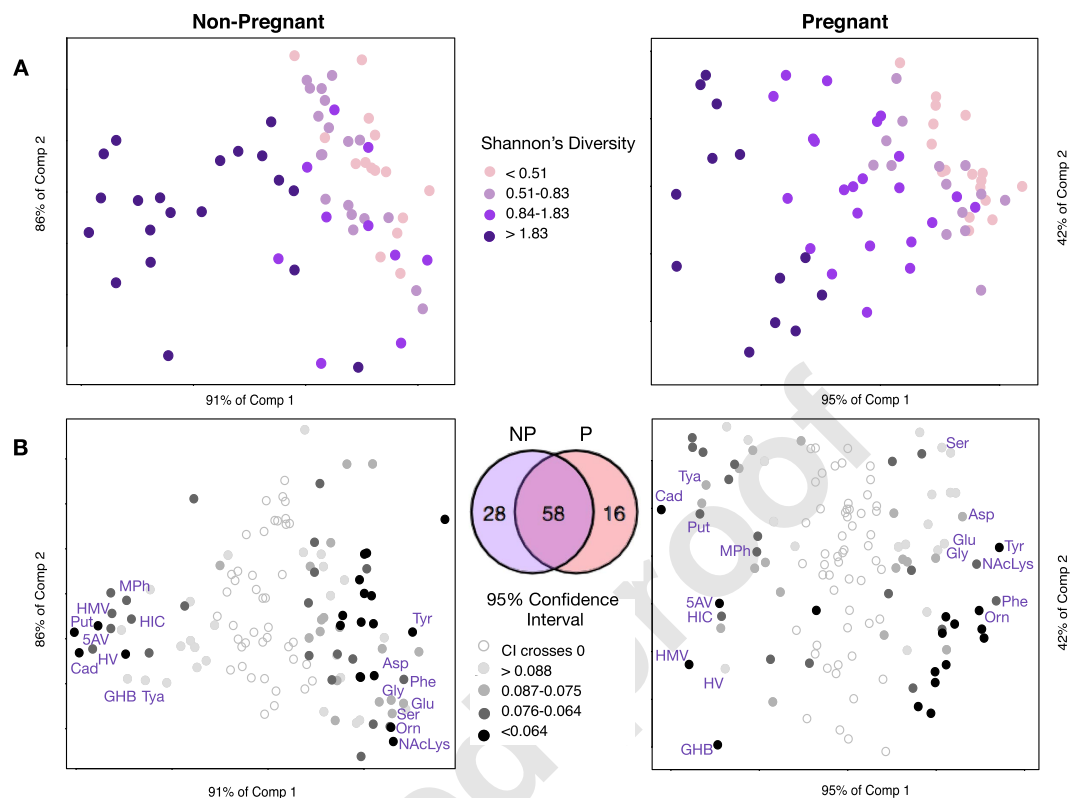 Non-Pregnant
Pregnant
A
86% of Comp 2
91% of Comp 1
Shannon's Diversity
< 0.51
0.51-0.83
0.84-1.83
> 1.83
42% of Comp 2
95% of Comp 1
B
86% of Comp 2
MPh
HMV
HIC
Put
5AV
HV
Cad
GHB Tya
Tyr
Asp
Phe
Gly
Glu
Ser
Orn
NAcLys
91% of Comp 1
NP P
28 58 16
95% Confidence
Interval
CI crosses 0
> 0.088
0.087-0.075
0.076-0.064
<0.064
Ser
Tya
Cad
Put
Asp
MPh
Glu
Gly
Tyr
NAcLys
5AV
HIC
Phe
Orn
HMV
HV
GHB
42% of Comp 2
95% of Comp 1